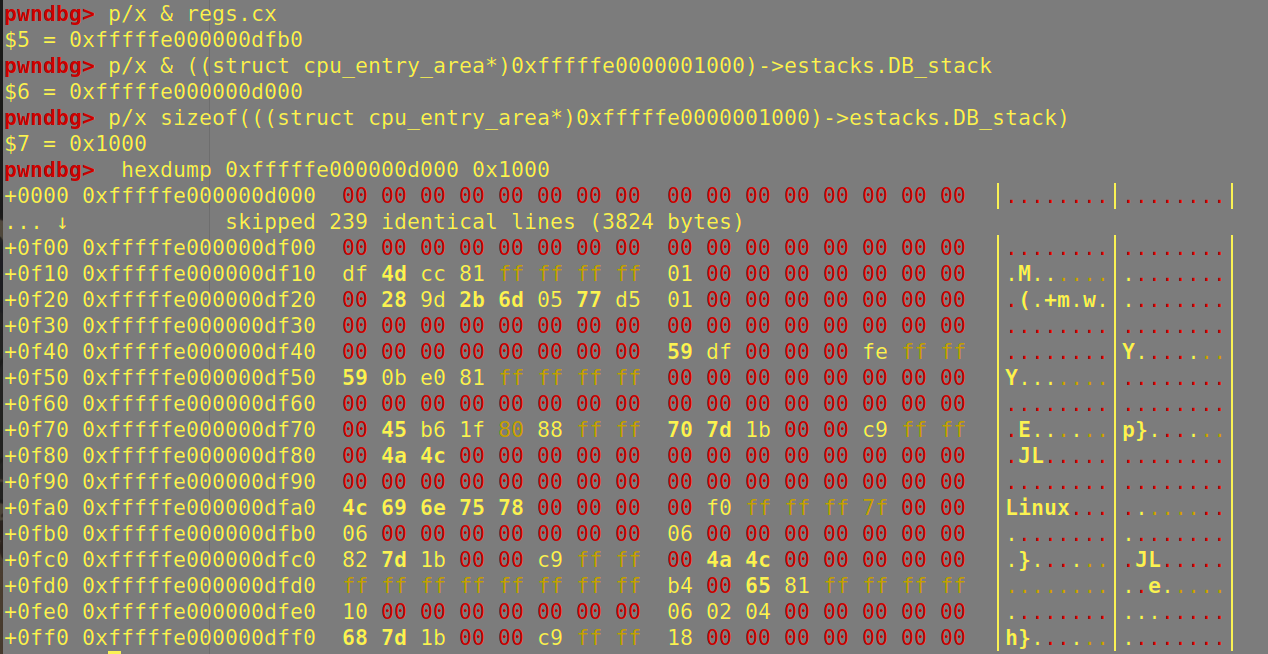 pwndbg> p/x & regs.cx
$5 = 0xfffffe000000dfb0
pwndbg> p/x & ((struct cpu_entry_area*)0xfffffe0000001000)->estacks.DB_stack
$6 = 0xfffffe000000d000
pwndbg> p/x sizeof(((struct cpu_entry_area*)0xfffffe0000001000)->estacks.DB_stack)
$7 = 0x1000
pwndbg>  hexdump 0xfffffe000000d000 0x1000
+0000 0xfffffe000000d000  00 00 00 00 00 00 00 00  00 00 00 00 00 00 00 00  |........|........|
... ↓            skipped 239 identical lines (3824 bytes)
+0f00 0xfffffe000000df00  00 00 00 00 00 00 00 00  00 00 00 00 00 00 00 00  |........|........|
+0f10 0xfffffe000000df10  df 4d cc 81 ff ff ff ff  01 00 00 00 00 00 00 00  |.M......|........|
+0f20 0xfffffe000000df20  00 28 9d 2b 6d 05 77 d5  01 00 00 00 00 00 00 00  |.(.+m.w.|........|
+0f30 0xfffffe000000df30  00 00 00 00 00 00 00 00  00 00 00 00 00 00 00 00  |........|........|
+0f40 0xfffffe000000df40  00 00 00 00 00 00 00 00  59 df 00 00 00 fe ff ff  |........|Y.......|
+0f50 0xfffffe000000df50  59 0b e0 81 ff ff ff ff  00 00 00 00 00 00 00 00  |Y.......|........|
+0f60 0xfffffe000000df60  00 00 00 00 00 00 00 00  00 00 00 00 00 00 00 00  |........|........|
+0f70 0xfffffe000000df70  00 45 b6 1f 80 88 ff ff  70 7d 1b 00 00 c9 ff ff  |.E......|p}......|
+0f80 0xfffffe000000df80  00 4a 4c 00 00 00 00 00  00 00 00 00 00 00 00 00  |.JL.....|........|
+0f90 0xfffffe000000df90  00 00 00 00 00 00 00 00  00 00 00 00 00 00 00 00  |........|........|
+0fa0 0xfffffe000000dfa0  4c 69 6e 75 78 00 00 00  00 f0 ff ff ff 7f 00 00  |Linux...|........|
+0fb0 0xfffffe000000dfb0  06 00 00 00 00 00 00 00  06 00 00 00 00 00 00 00  |........|........|
+0fc0 0xfffffe000000dfc0  82 7d 1b 00 00 c9 ff ff  00 4a 4c 00 00 00 00 00  |.}......|.JL.....|
+0fd0 0xfffffe000000dfd0  ff ff ff ff ff ff ff ff  b4 00 65 81 ff ff ff ff  |........|..e.....|
+0fe0 0xfffffe000000dfe0  10 00 00 00 00 00 00 00  06 02 04 00 00 00 00 00  |........|........|
+0ff0 0xfffffe000000dff0  68 7d 1b 00 00 c9 ff ff  18 00 00 00 00 00 00 00  |h}......|........|